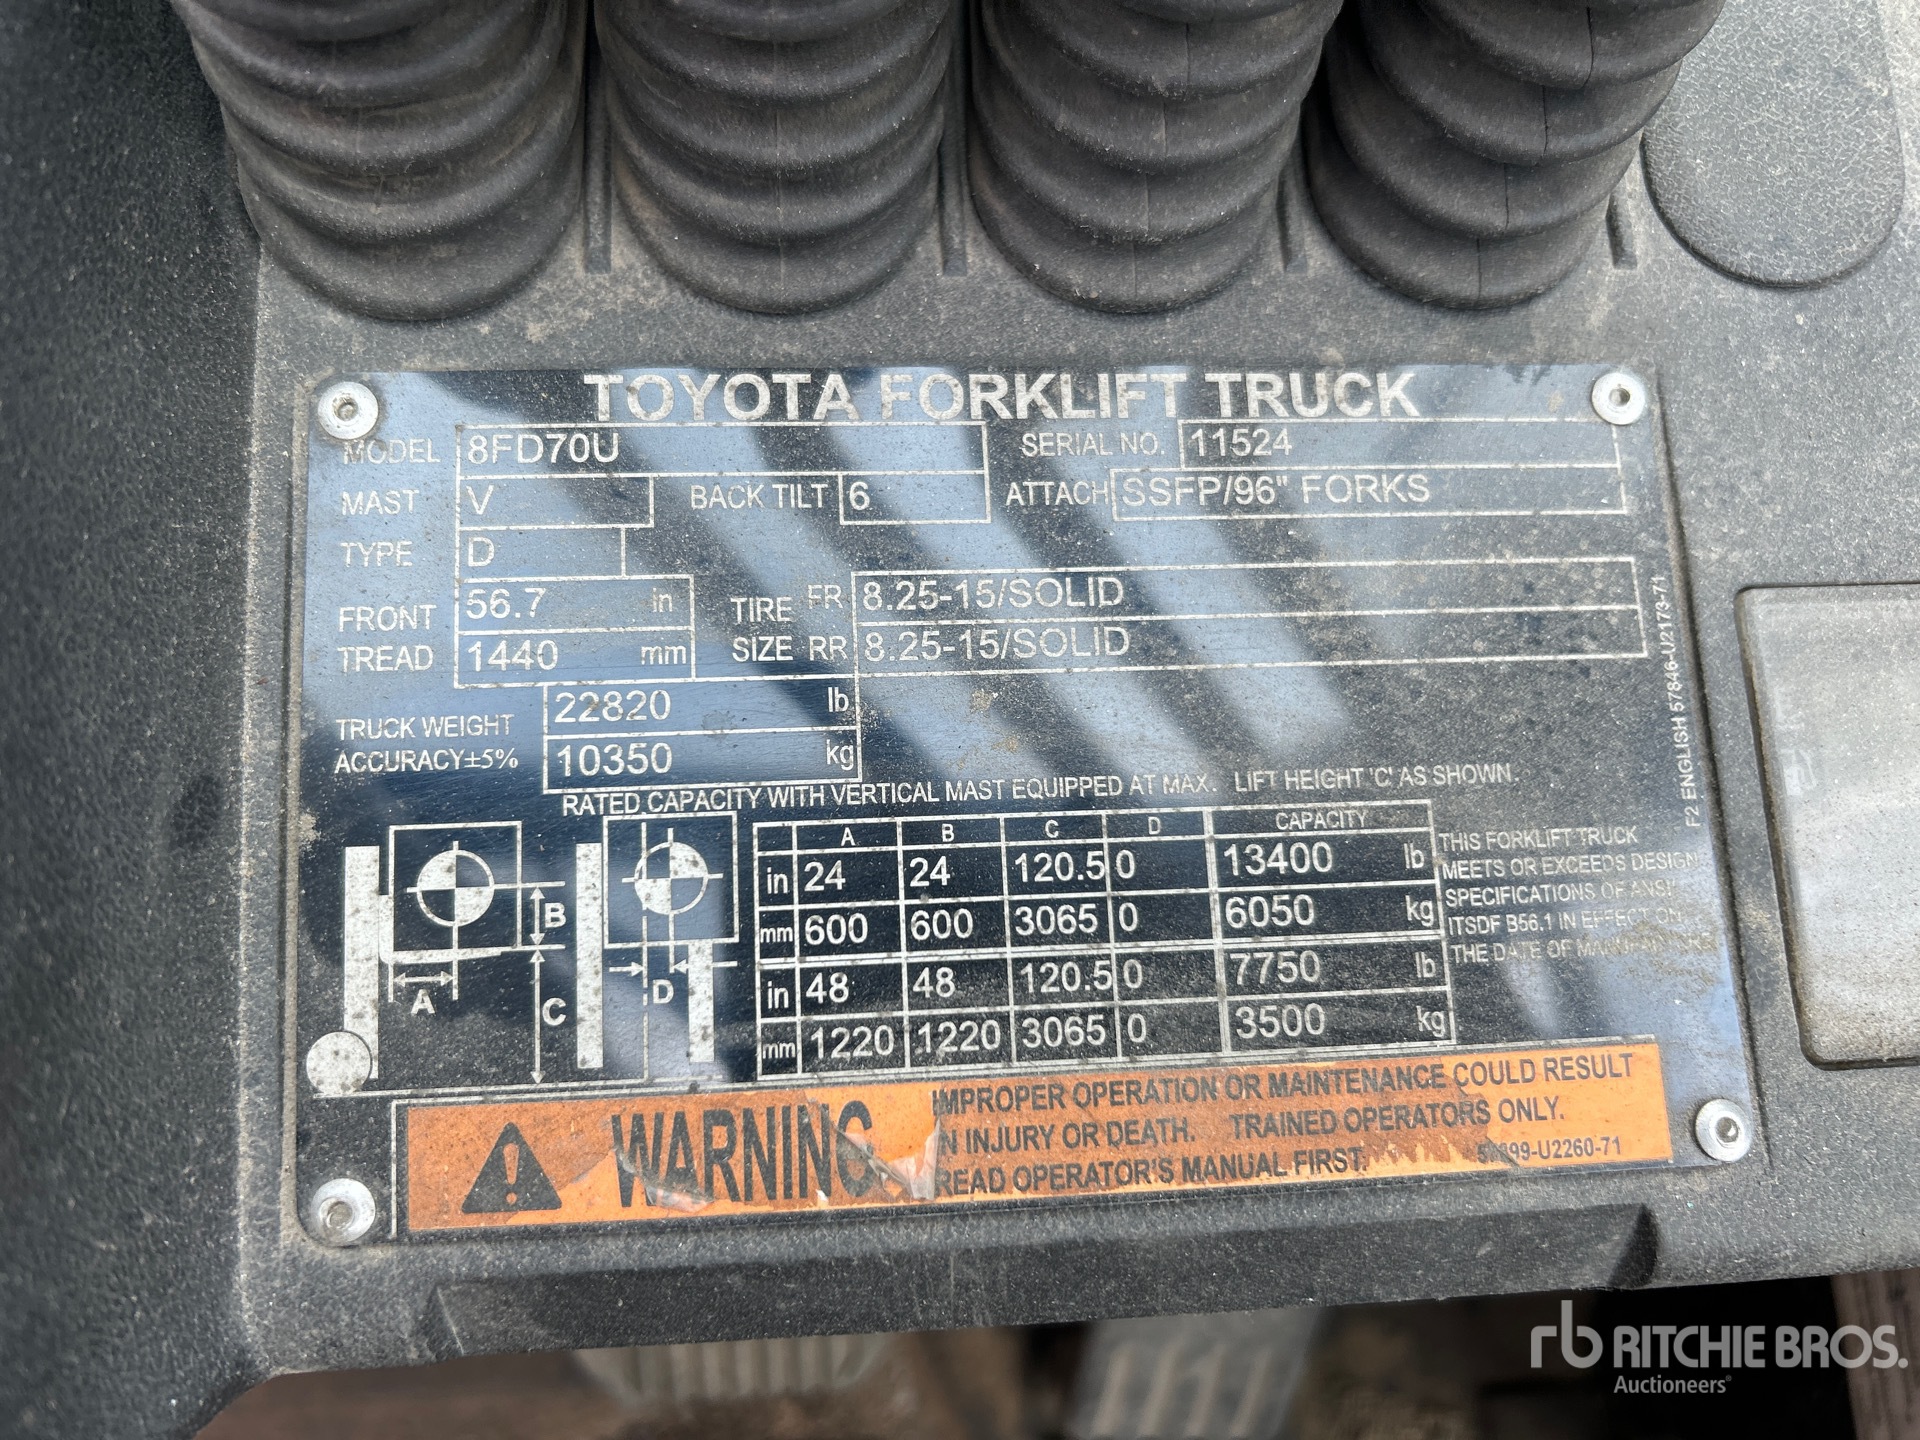 TOYOTA FORKLIFT TRUCK
MODEL 8FD70U SERIAL NO. 11524
MAST V BACK TILT 6 ATTACH SSFP/96" FORKS
TYPE D
FRONT TREAD 56.7 in TIRE SIZE FR 8.25-15/SOLID
1440 mm RR 8.25-15/SOLID
TRUCK WEIGHT 22820 lb
ACCURACY±5% 10350 kg
RATED CAPACITY WITH VERTICAL MAST EQUIPPED AT MAX. LIFT HEIGHT 'C' AS SHOWN.
A B C D CAPACITY
in 24 24 120.5 0 13400 lb
mm 600 600 3065 0 6050 kg
in 48 48 120.5 0 7750 lb
mm 1220 1220 3065 0 3500 kg
B
A
C
D
THIS FORKLIFT TRUCK
MEETS OR EXCEEDS DESIGN
SPECIFICATIONS OF ANSI
ITSDF B56.1 IN EFFECT ON
THE DATE OF MANUFACTURE
F2 ENGLISH 57846-U2173-71
WARNING
IMPROPER OPERATION OR MAINTENANCE COULD RESULT
IN INJURY OR DEATH. TRAINED OPERATORS ONLY.
READ OPERATOR'S MANUAL FIRST.
rb RITCHIE BROS.
Auctioneers